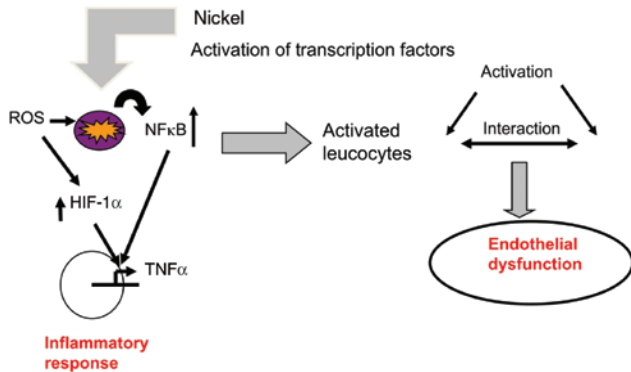 Nickel
Activation of transcription factors
ROS
NFκB
HIF-1α
TNFα
Inflammatory
response
Activated
leucocytes
Activation
Interaction
Endothelial
dysfunction